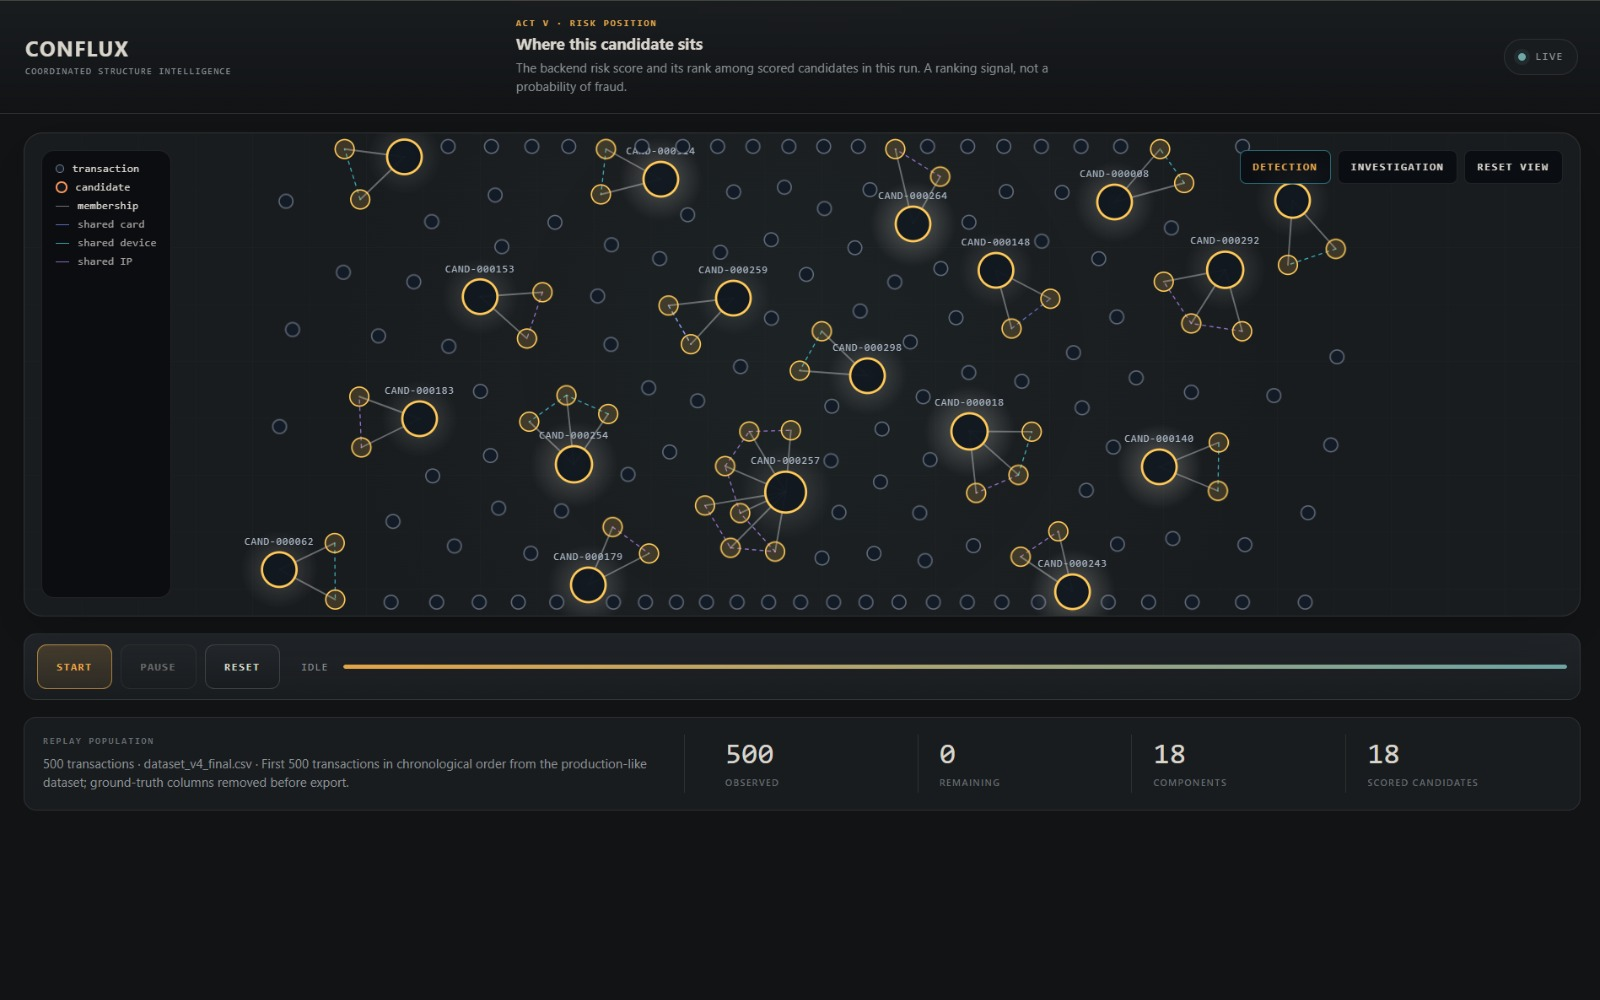 CONFLUX
COORDINATED STRUCTURE INTELLIGENCE
ACT V · RISK POSITION
Where this candidate sits
The backend risk score and its rank among scored candidates in this run. A ranking signal, not a
probability of fraud.
LIVE
transaction
candidate
membership
shared card
shared device
shared IP
DETECTION
INVESTIGATION
RESET VIEW
CAND-000008
CAND-000264
CAND-000148
CAND-000292
CAND-000153
CAND-000259
CAND-000298
CAND-000183
CAND-000018
CAND-000254
CAND-000140
CAND-000257
CAND-000062
CAND-000179
CAND-000243
START
PAUSE
RESET
IDLE
REPLAY POPULATION
500 transactions · dataset_v4_final.csv · First 500 transactions in chronological order from the production-like
dataset; ground-truth columns removed before export.
500
OBSERVED
0
REMAINING
18
COMPONENTS
18
SCORED CANDIDATES